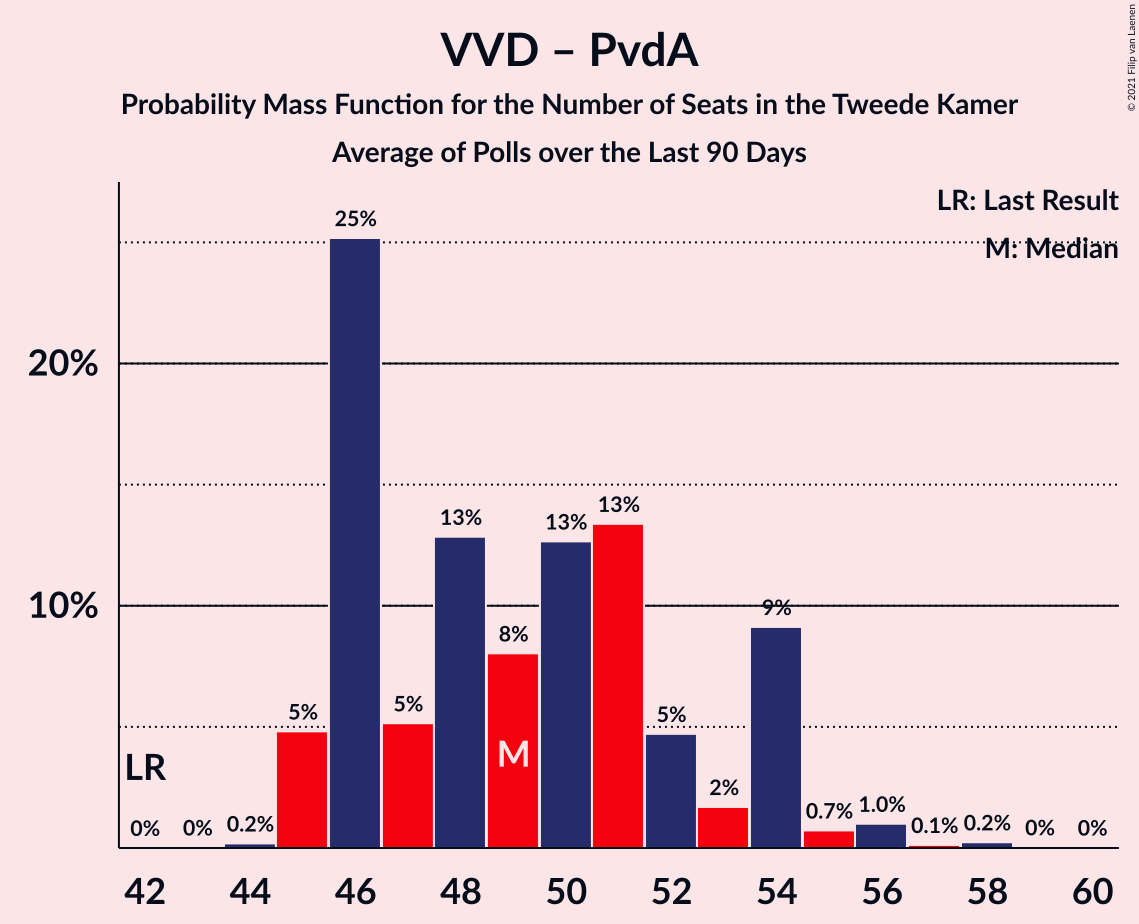 VVD – PvdA
Probability Mass Function for the Number of Seats in the Tweede Kamer
Average of Polls over the Last 90 Days
© 2021 Filip van Laenen
LR: Last Result
M: Median
20%
10%
LR
0%
0%
0.2%
5%
25%
5%
13%
8%
M
13%
13%
5%
2%
9%
0.7%
1.0%
0.1%
0.2%
0%
0%
42 44 46 48 50 52 54 56 58 60